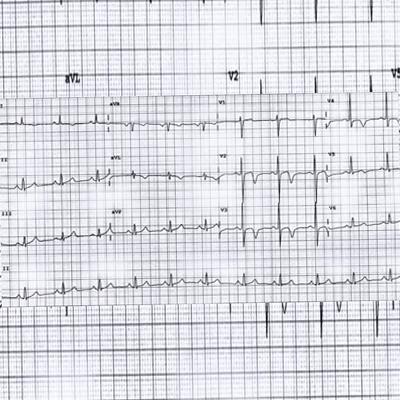 aVL V2 V5
I aVR V1 V4
II aVL V2 V5
III aVF V3 V6
II